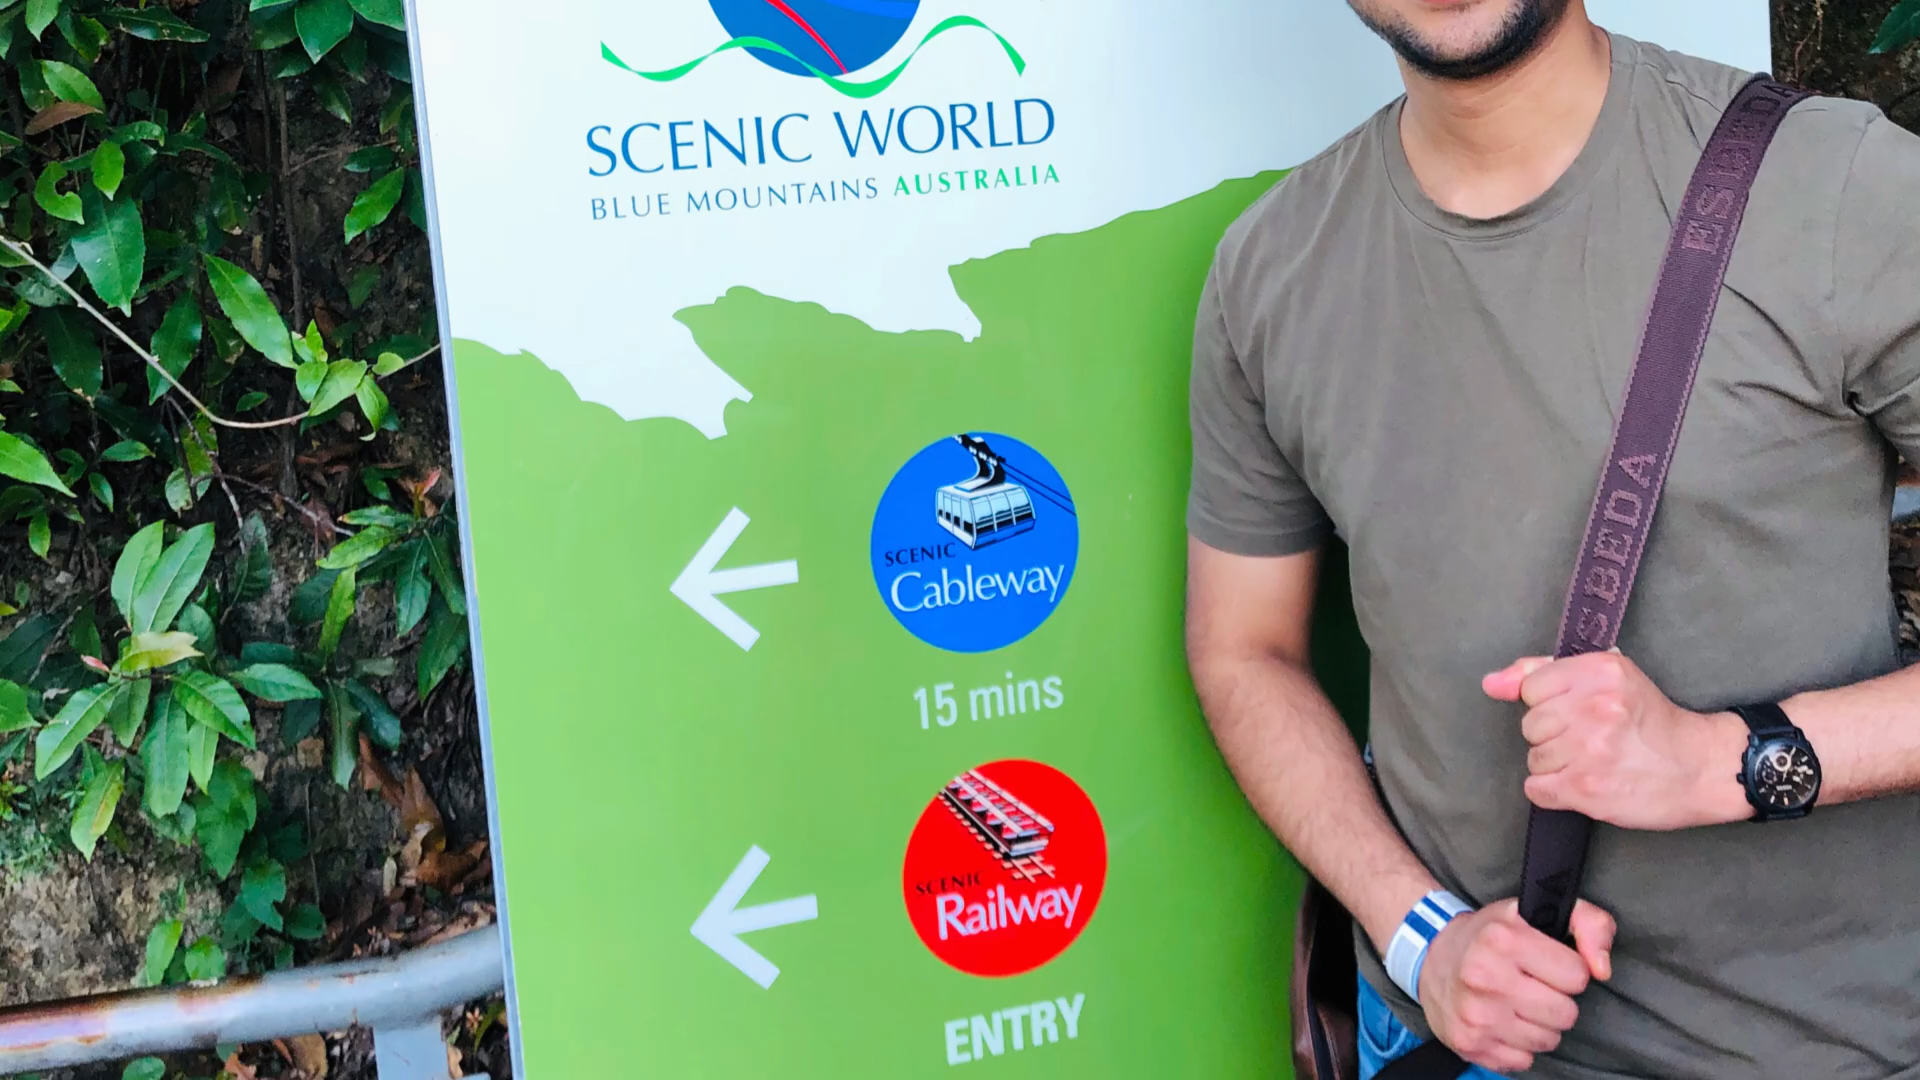 SCENIC WORLD
BLUE MOUNTAINS AUSTRALIA
SCENIC
Cableway
15 mins
SCENIC
Railway
ENTRY
ESBEDA
ESBEDA